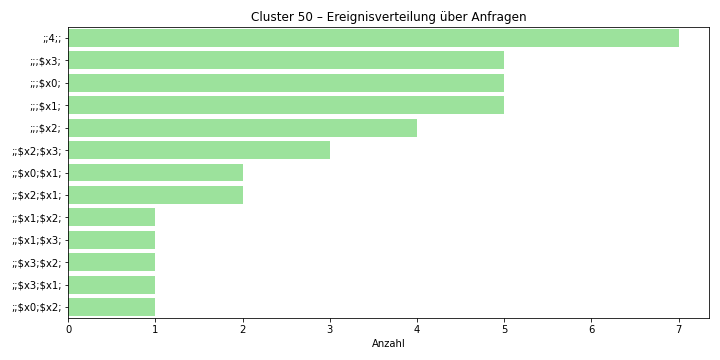 Cluster 50 – Ereignisverteilung über Anfragen
;;4;;
;;;$x3;
;;;$x0;
;;;$x1;
;;;$x2;
;;$x2;$x3;
;;$x0;$x1;
;;$x2;$x1;
;;$x1;$x2;
;;$x1;$x3;
;;$x3;$x2;
;;$x3;$x1;
;;$x0;$x2;
0 1 2 3 4 5 6 7
Anzahl